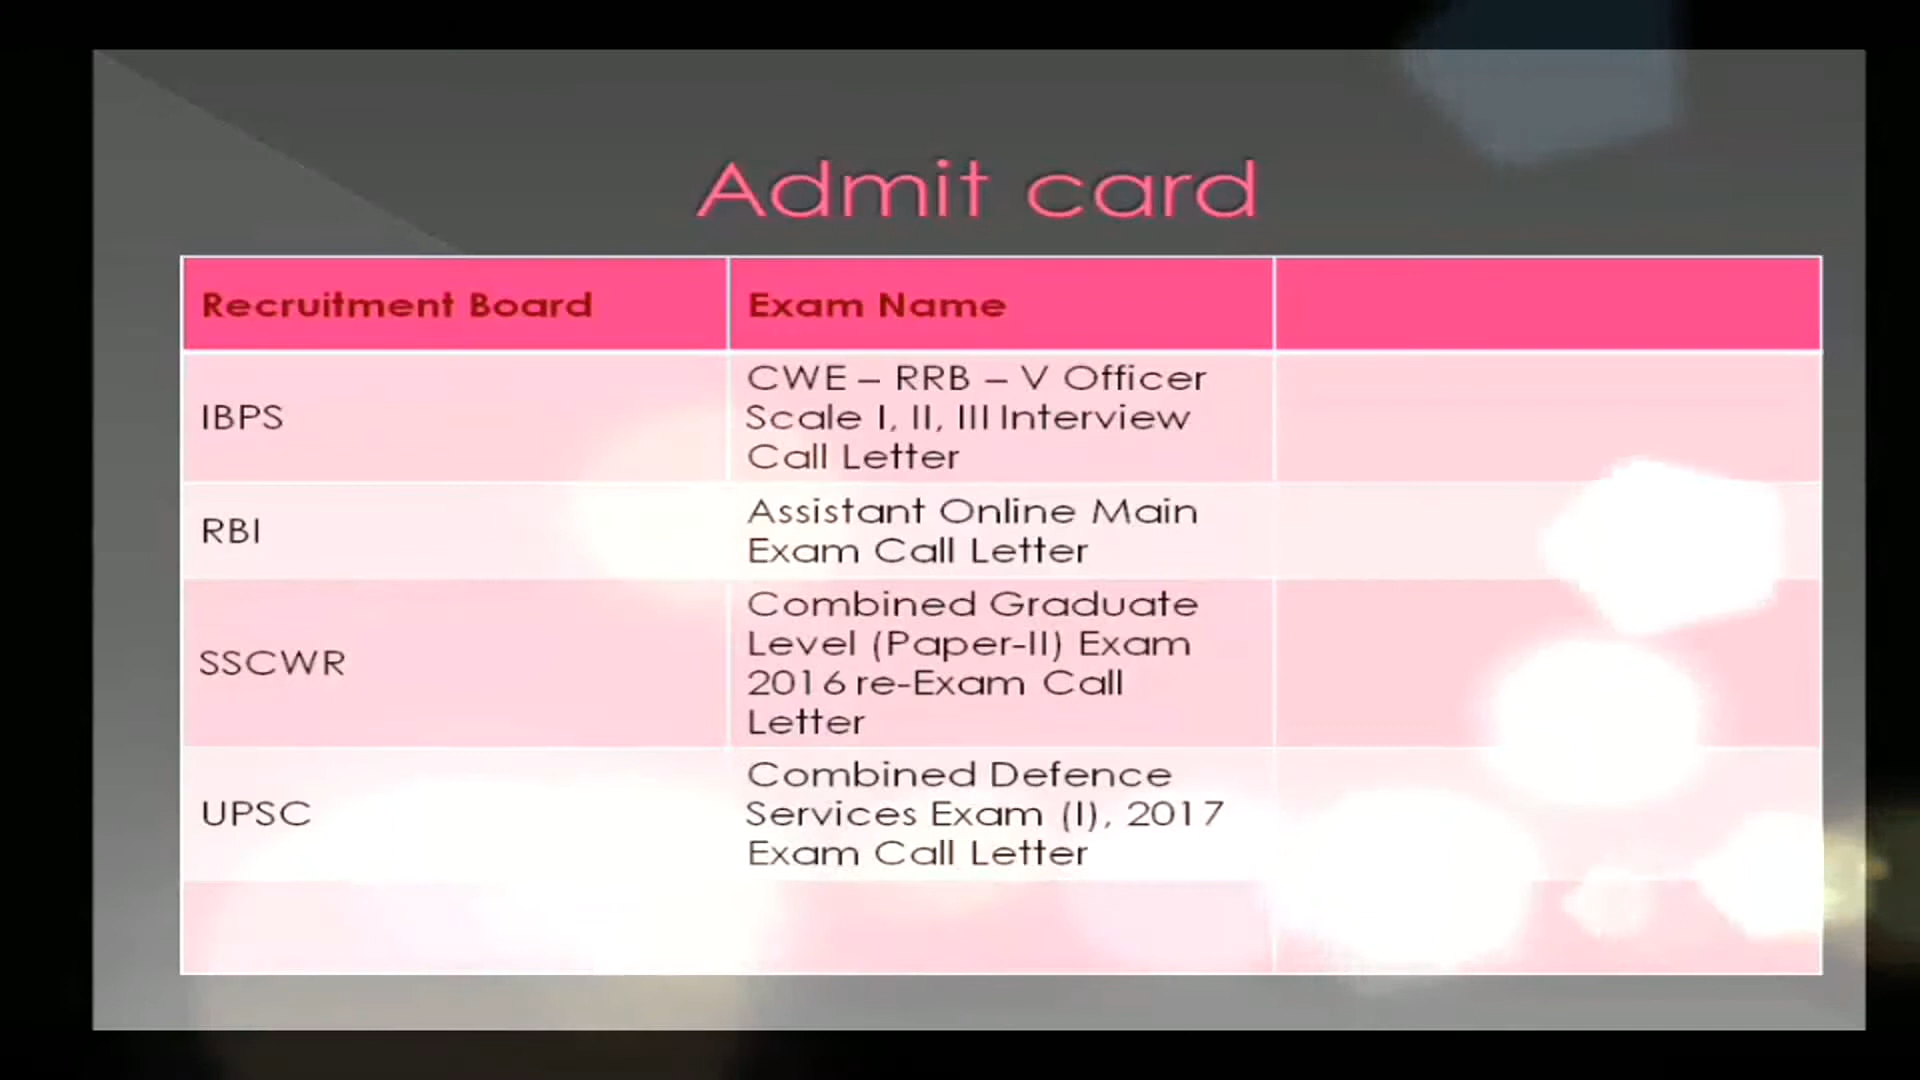 Admit card
Recruitment Board
Exam Name
IBPS
CWE – RRB – V Officer
Scale I, II, III Interview
Call Letter
RBI
Assistant Online Main
Exam Call Letter
SSCWR
Combined Graduate
Level (Paper-II) Exam
2016 re-Exam Call
Letter
UPSC
Combined Defence
Services Exam (I), 2017
Exam Call Letter